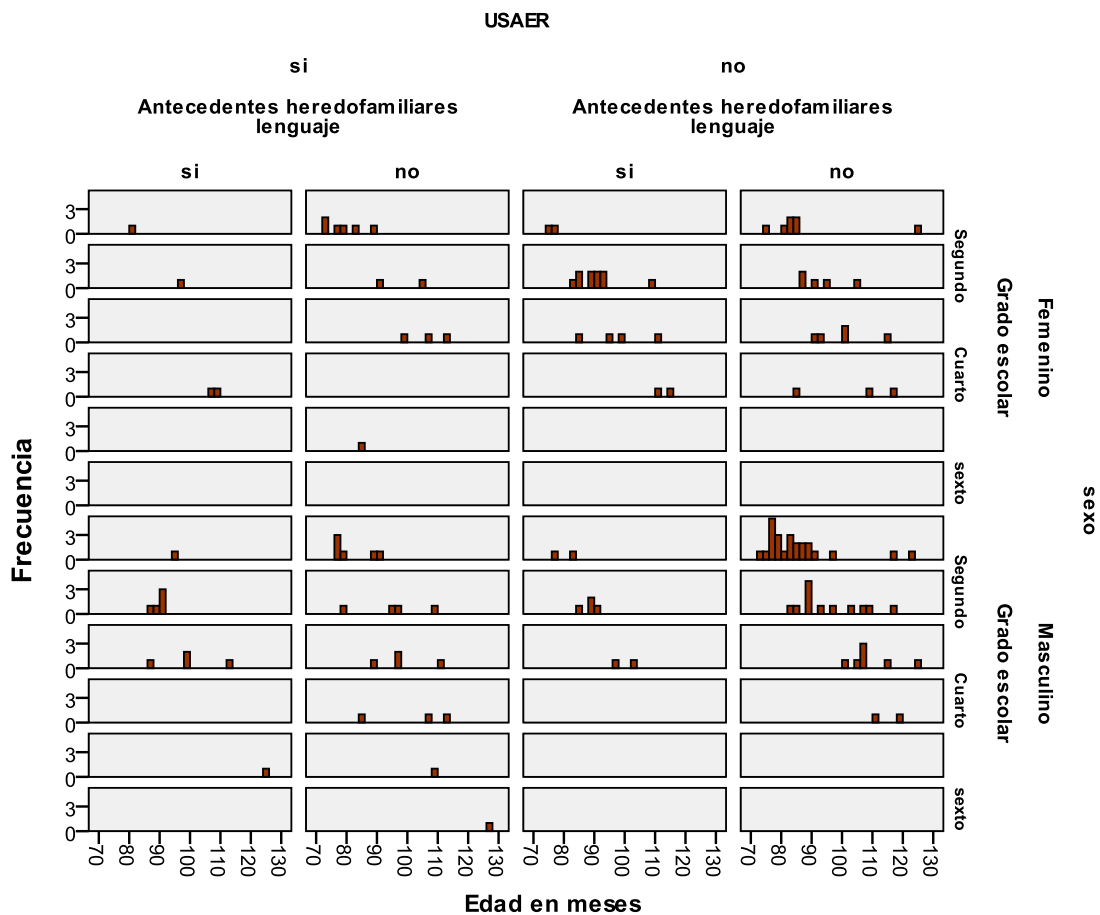 USAER
si
no
Antecedentes heredofamiliares
lenguaje
Antecedentes heredofamiliares
lenguaje
si
no
si
no
Frecuencia
3
0
3
0
3
0
3
0
3
0
3
0
3
0
3
0
3
0
3
0
3
0
3
0
Segundo
Cuarto
sexto
Segundo
Cuarto
sexto
Grado escolar
Grado escolar
Femenino
Masculino
sexo
70 80 90 100 110 120 130
70 80 90 100 110 120 130
70 80 90 100 110 120 130
70 80 90 100 110 120 130
Edad en meses